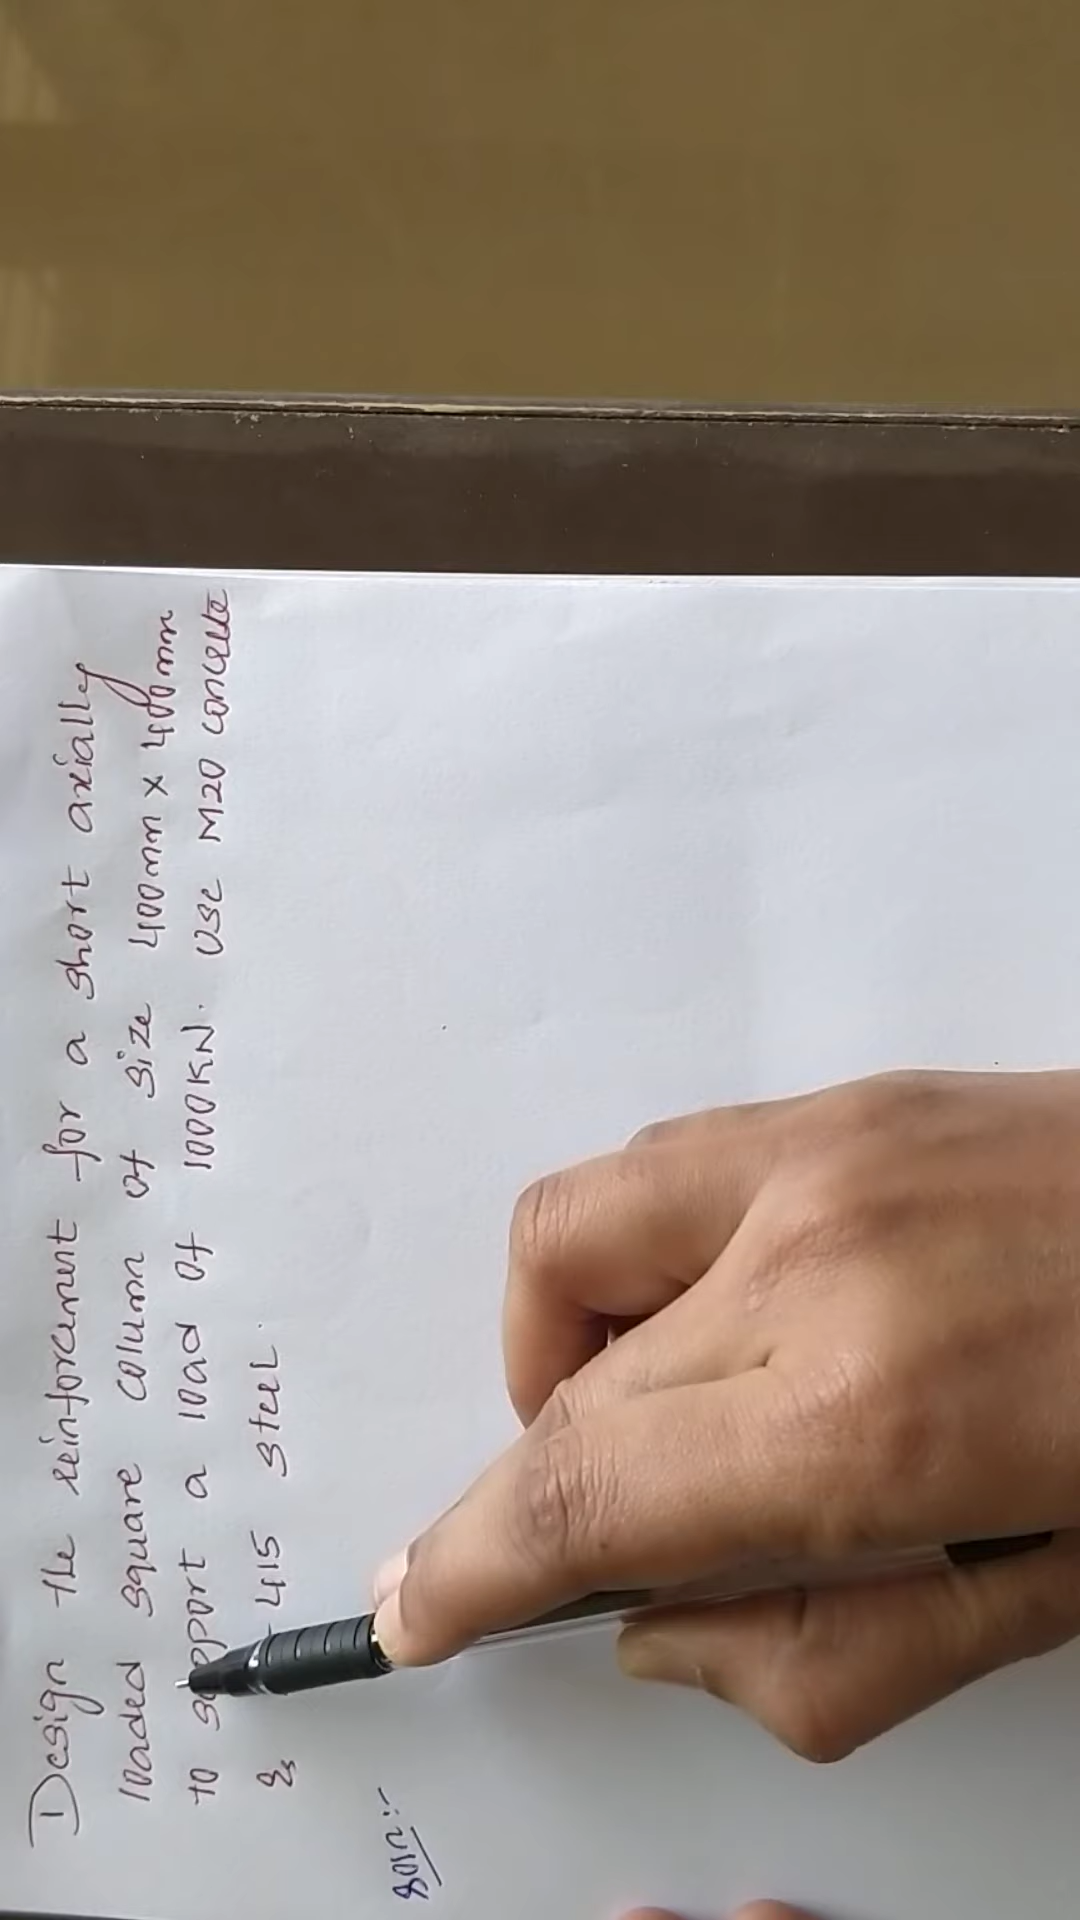 Design the reinforcement for a short axially
loaded square column of size 400mm x 400mm
to support a load of 1000KN. Use M20 concrete
& 415 steel.
Soln:-